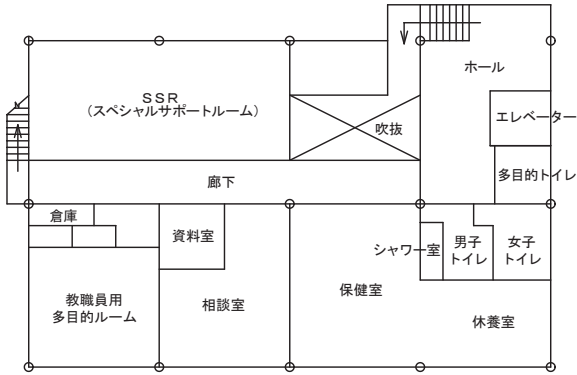 ホール
SSR
(スペシャルサポートルーム)
エレベーター
吹抜
多目的トイレ
廊下
倉庫
資料室
シャワー室
男子
トイレ
女子
トイレ
教職員用
多目的ルーム
相談室
保健室
休養室